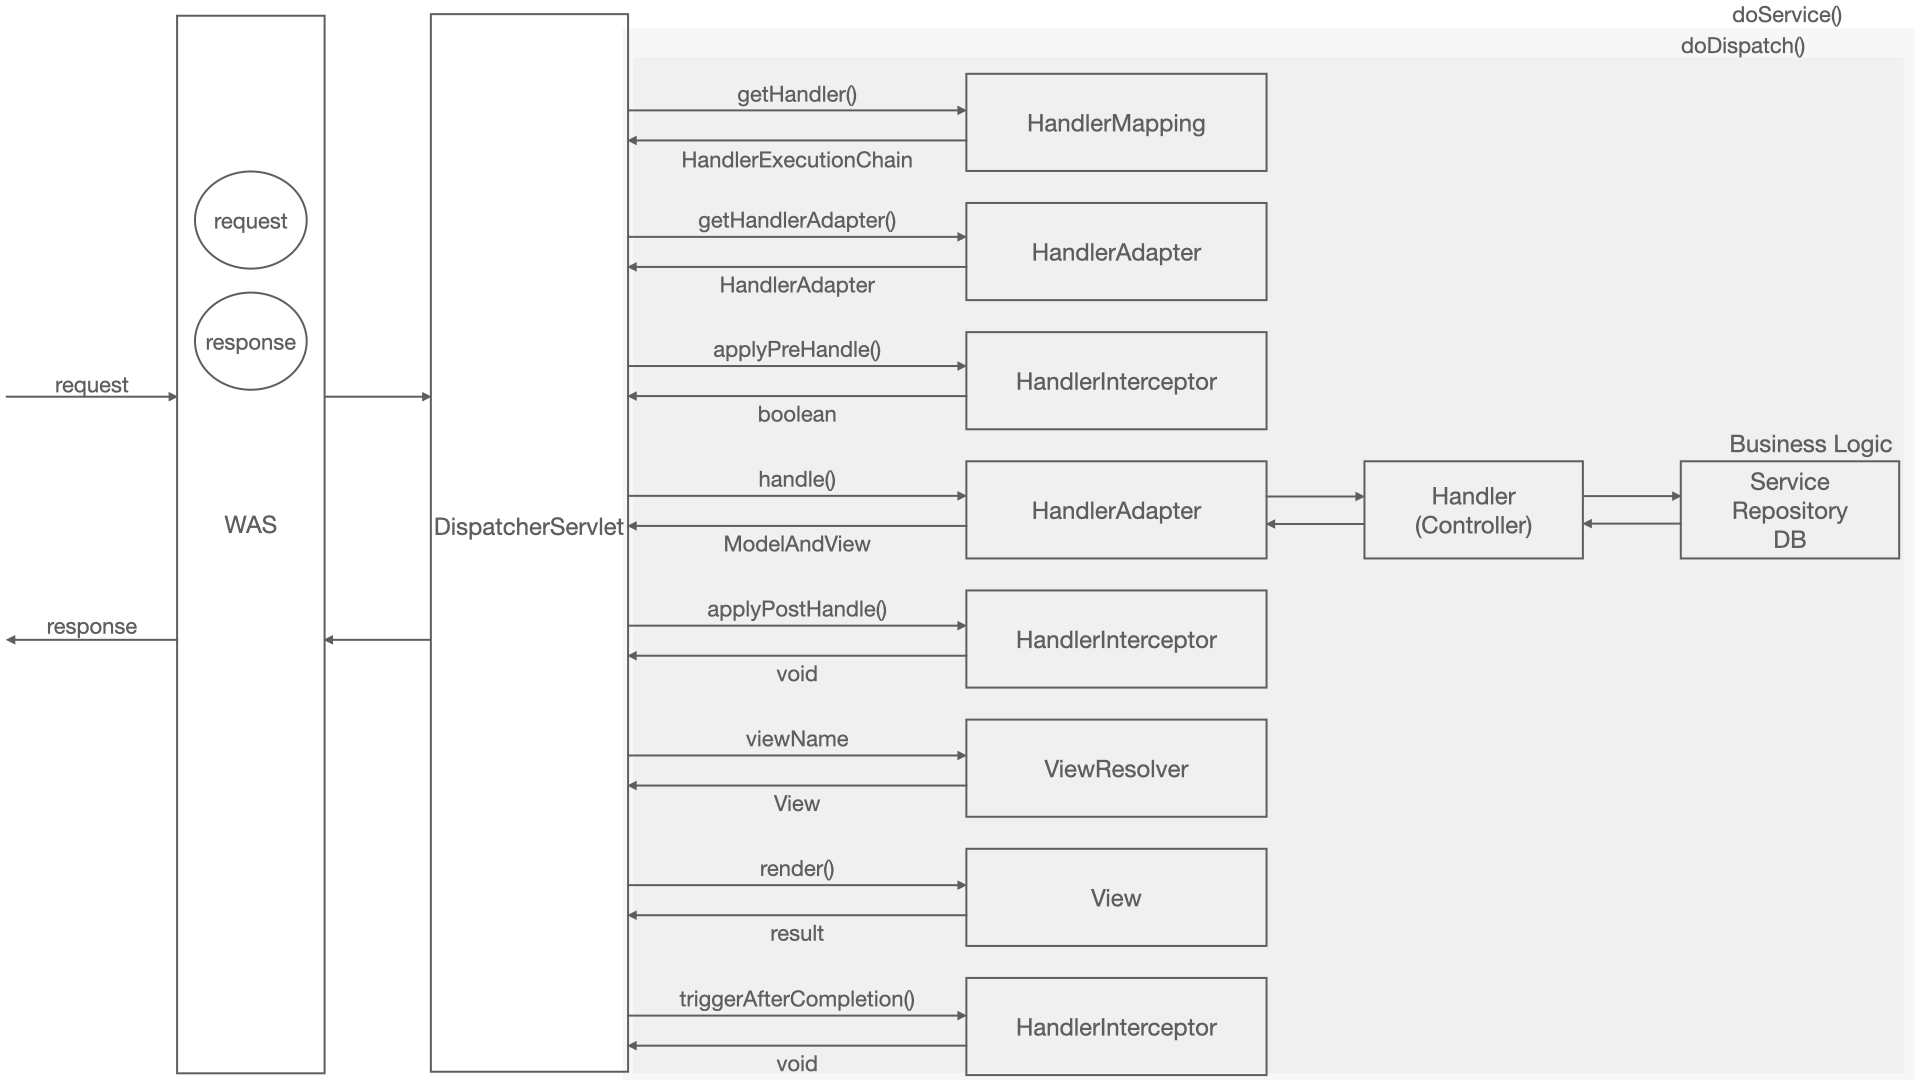 doService()
doDispatch()
request
response
request
response
WAS
DispatcherServlet
getHandler()
HandlerExecutionChain
HandlerMapping
getHandlerAdapter()
HandlerAdapter
HandlerAdapter
applyPreHandle()
boolean
HandlerInterceptor
handle()
ModelAndView
HandlerAdapter
Handler
(Controller)
Business Logic
Service
Repository
DB
applyPostHandle()
void
HandlerInterceptor
viewName
View
ViewResolver
render()
result
View
triggerAfterCompletion()
void
HandlerInterceptor